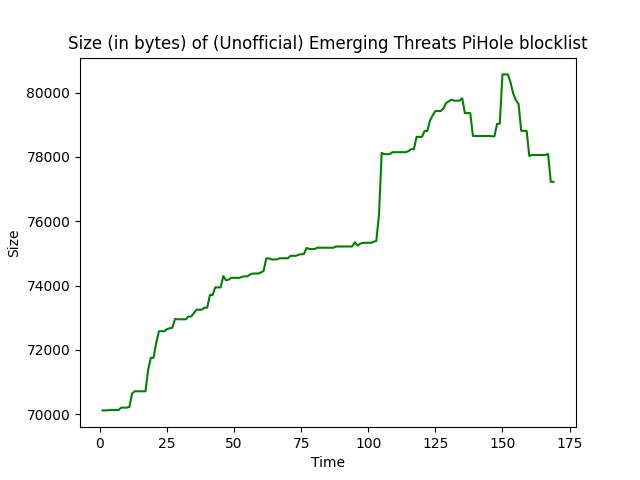 Size (in bytes) of (Unofficial) Emerging Threats PiHole blocklist
80000
78000
76000
74000
72000
70000
Size
0 25 50 75 100 125 150 175
Time